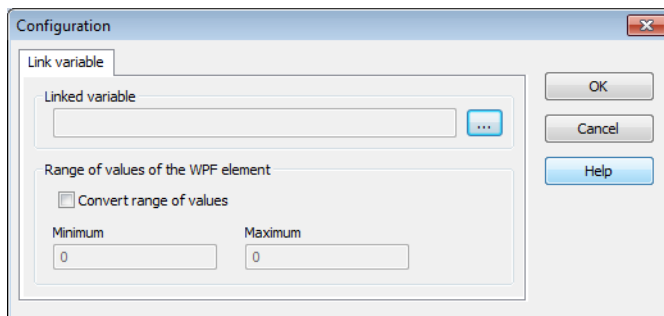 Configuration
Link variable
Linked variable
...
OK
Cancel
Help
Range of values of the WPF element
Convert range of values
Minimum Maximum
0 0